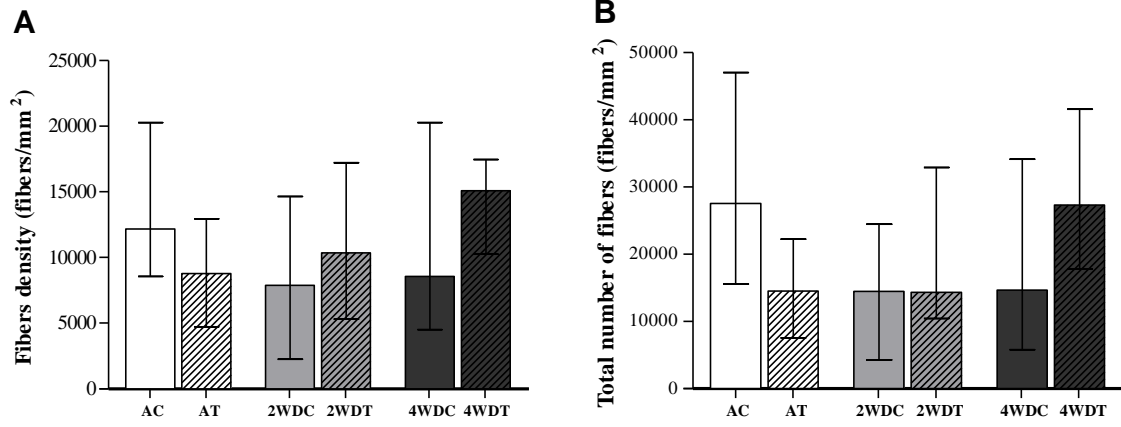 A
Fibers density (fibers/mm²)
25000
20000
15000
10000
5000
0
AC AT 2WDC 2WDT 4WDC 4WDT
B
Total number of fibers (fibers/mm²)
50000
40000
30000
20000
10000
0
AC AT 2WDC 2WDT 4WDC 4WDT